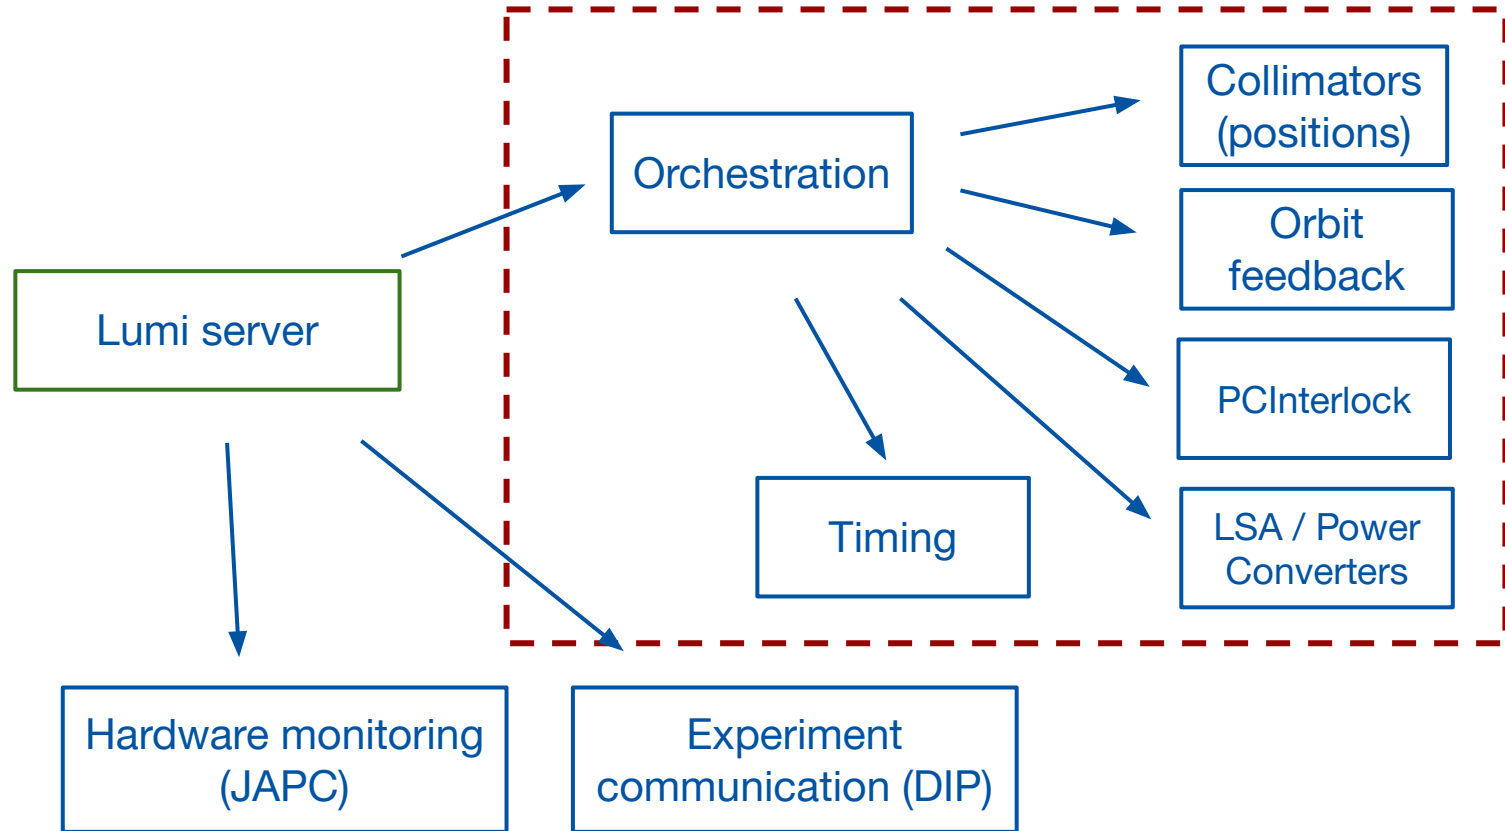 Collimators
(positions)
Orchestration
Orbit
feedback
Lumi server
PCInterlock
Timing
LSA / Power
Converters
Hardware monitoring
(JAPC)
Experiment
communication (DIP)